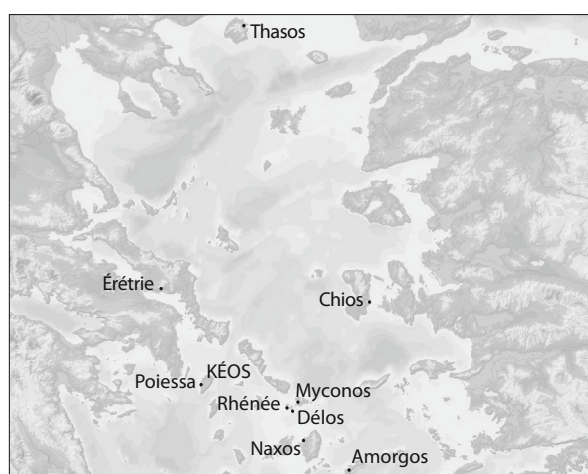 Thasos
Érétrie
Chios
KÉOS
Poiessa
Myconos
Rhénée
Délos
Naxos
Amorgos